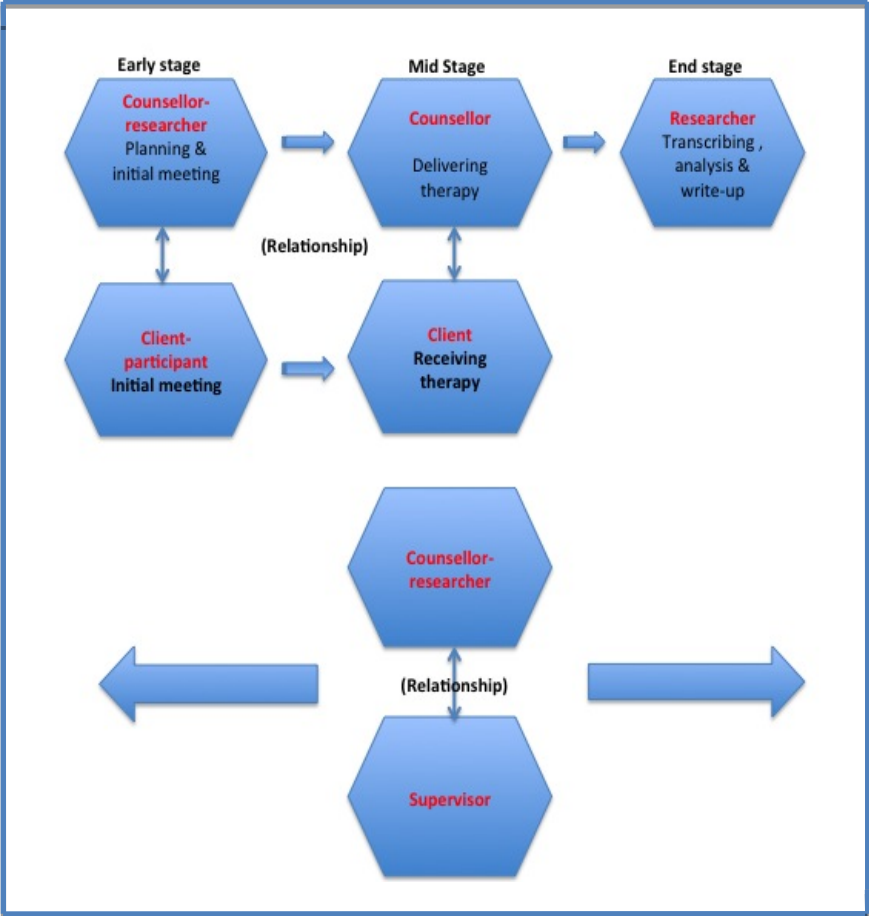 Early stage
Mid Stage
End stage
Counsellor-
researcher
Planning &
initial meeting
Counsellor
Delivering
therapy
Researcher
Transcribing ,
analysis &
write-up
(Relationship)
Client-
participant
Initial meeting
Client
Receiving
therapy
Counsellor-
researcher
(Relationship)
Supervisor